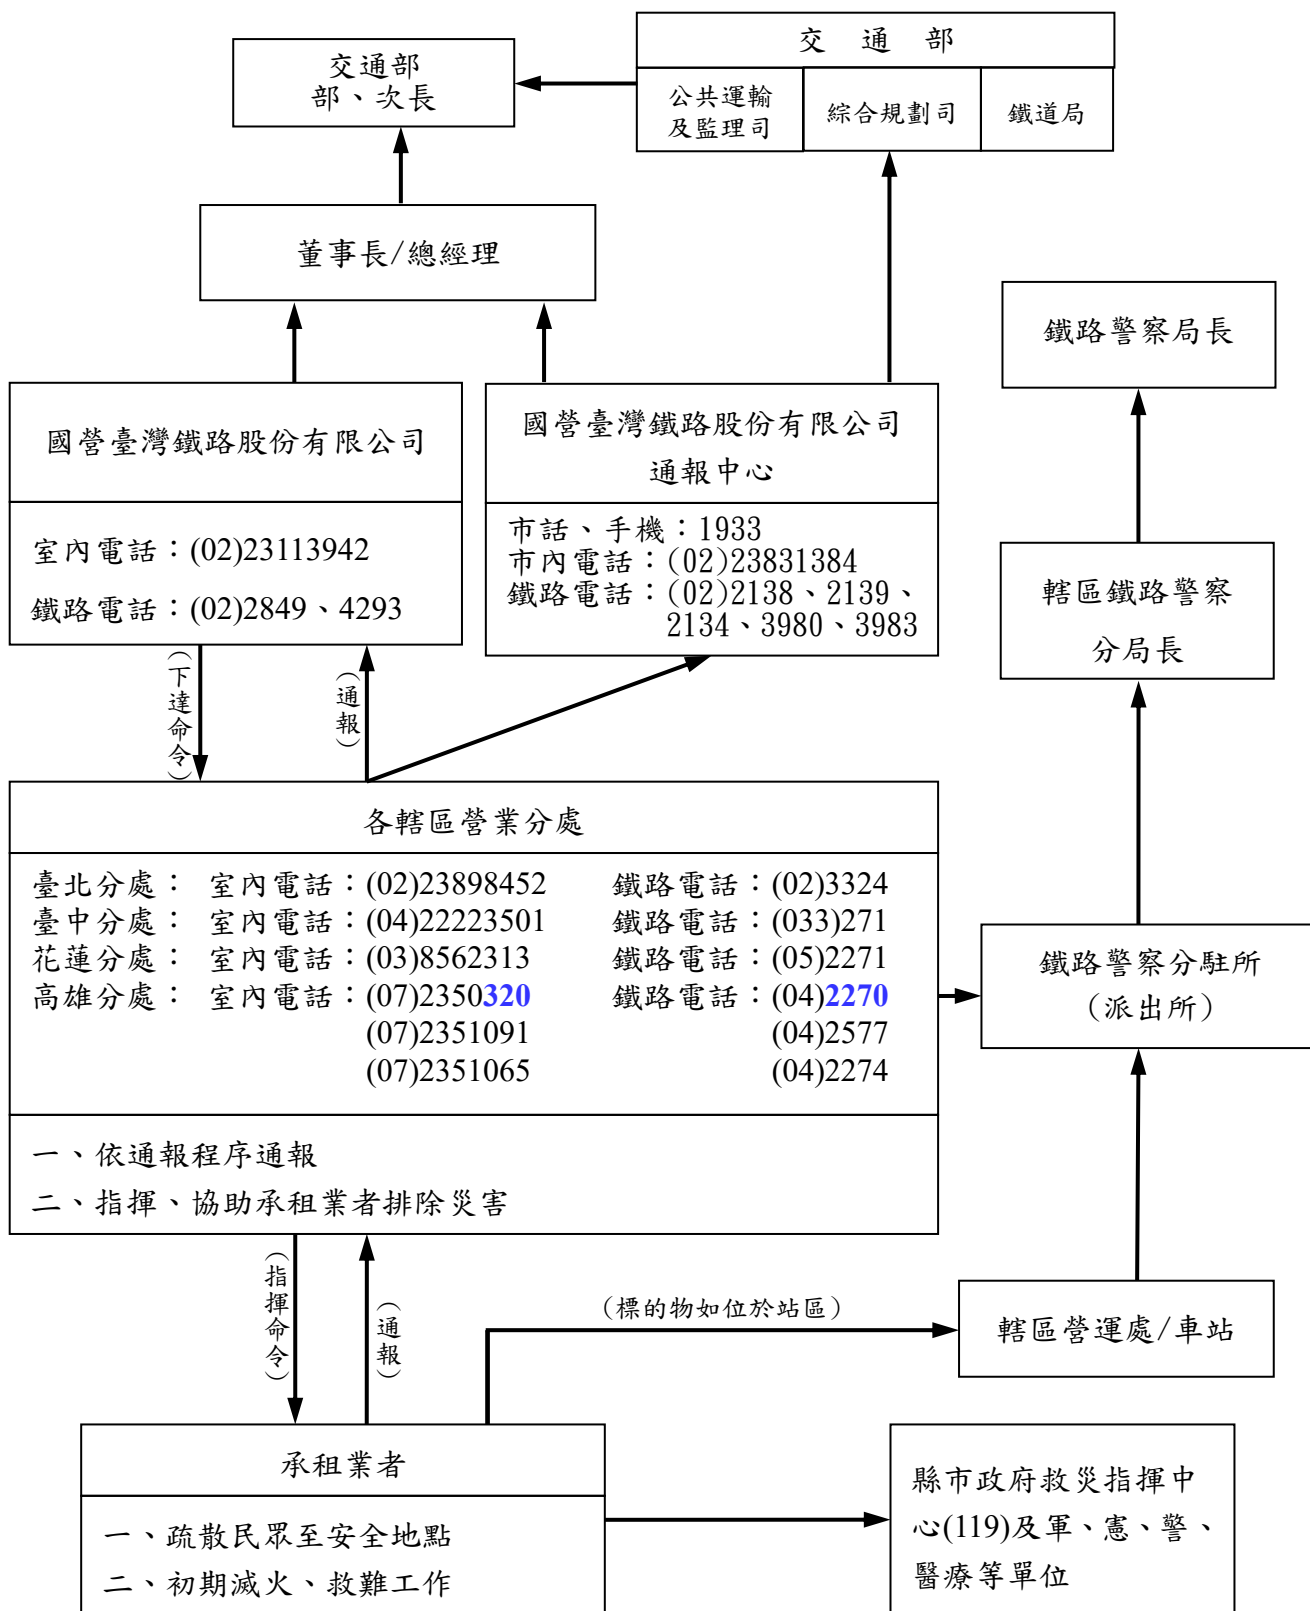 交通部
部、次長
交通部
公共運輸
及監理司
綜合規劃司
鐵道局
董事長/總經理
鐵路警察局長
國營臺灣鐵路股份有限公司
室內電話：(02)23113942
鐵路電話：(02)2849、4293
國營臺灣鐵路股份有限公司
通報中心
市話、手機：1933
市內電話：(02)23831384
鐵路電話：(02)2138、2139、
2134、3980、3983
轄區鐵路警察
分局長
(下達命令)
(通報)
各轄區營業分處
臺北分處： 室內電話：(02)23898452 鐵路電話：(02)3324
臺中分處： 室內電話：(04)22223501 鐵路電話：(033)271
花蓮分處： 室內電話：(03)8562313 鐵路電話：(05)2271
高雄分處： 室內電話：(07)2350320 鐵路電話：(04)2270
(07)2351091 (04)2577
(07)2351065 (04)2274
一、依通報程序通報
二、指揮、協助承租業者排除災害
鐵路警察分駐所
（派出所）
(指揮命令)
(通報)
（標的物如位於站區）
轄區營運處/車站
承租業者
一、疏散民眾至安全地點
二、初期滅火、救難工作
縣市政府救災指揮中
心(119)及軍、憲、警、
醫療等單位